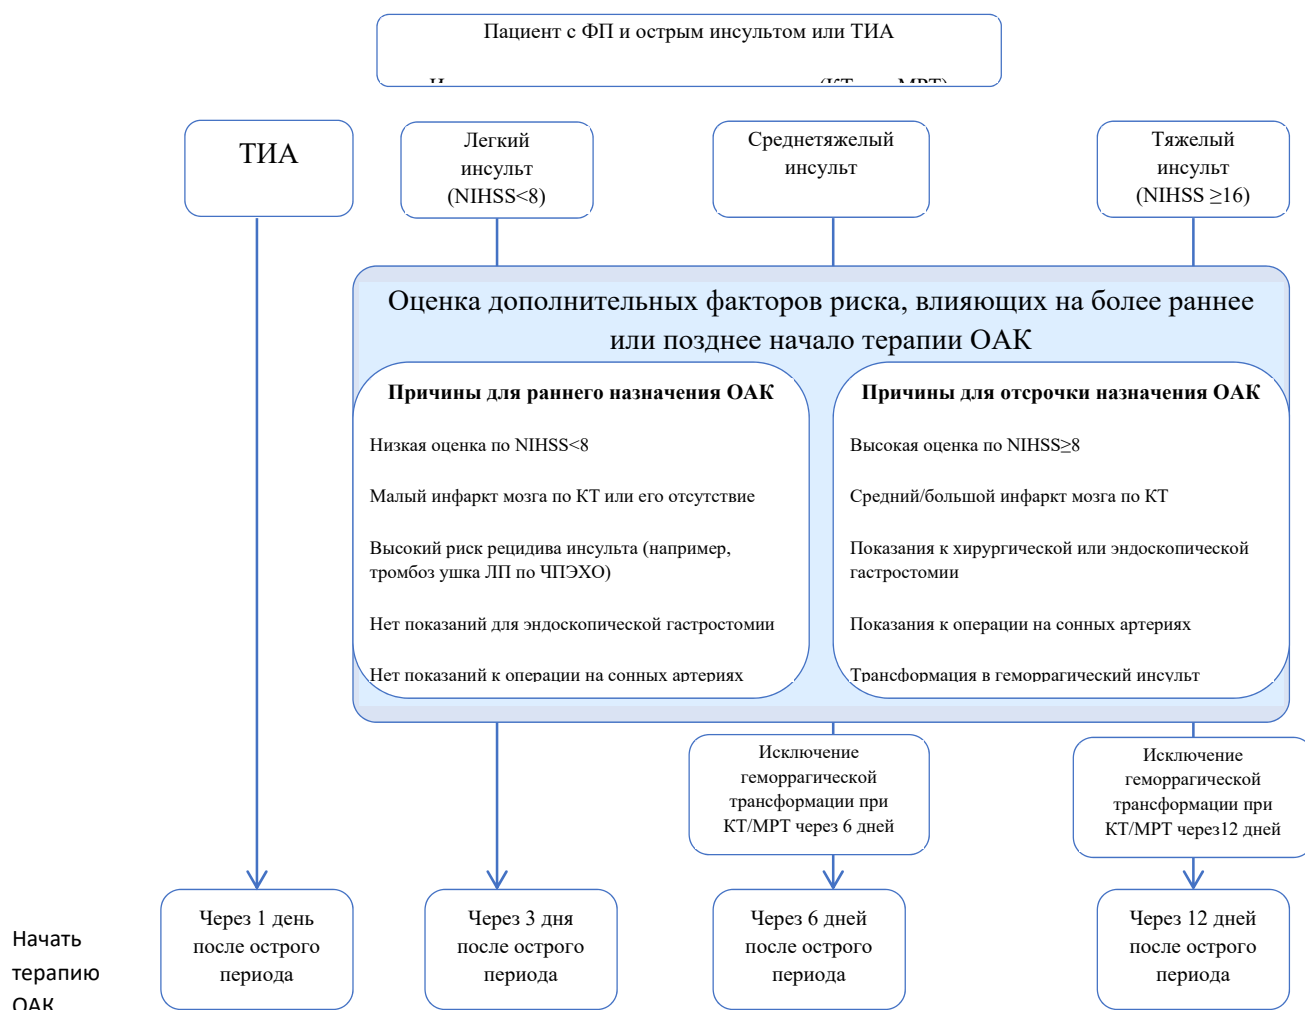 Пациент с ФП и острым инсультом или ТИА
(КТ МРТ)
ТИА
Легкий
инсульт
(NIHSS<8)
Среднетяжелый
инсульт
Тяжелый
инсульт
(NIHSS ≥16)
Оценка дополнительных факторов риска, влияющих на более раннее
или позднее начало терапии ОАК
Причины для раннего назначения ОАК
Низкая оценка по NIHSS<8
Малый инфаркт мозга по КТ или его отсутствие
Высокий риск рецидива инсульта (например,
тромбоз ушка ЛП по ЧПЭХО)
Нет показаний для эндоскопической гастростомии
Нет показаний к операции на сонных артериях
Причины для отсрочки назначения ОАК
Высокая оценка по NIHSS≥8
Средний/большой инфаркт мозга по КТ
Показания к хирургической или эндоскопической
гастростомии
Показания к операции на сонных артериях
Трансформация в геморрагический инсульт
Исключение
геморрагической
трансформации при
КТ/МРТ через 6 дней
Исключение
геморрагической
трансформации при
КТ/МРТ через12 дней
Начать
терапию
ОАК
Через 1 день
после острого
периода
Через 3 дня
после острого
периода
Через 6 дней
после острого
периода
Через 12 дней
после острого
периода